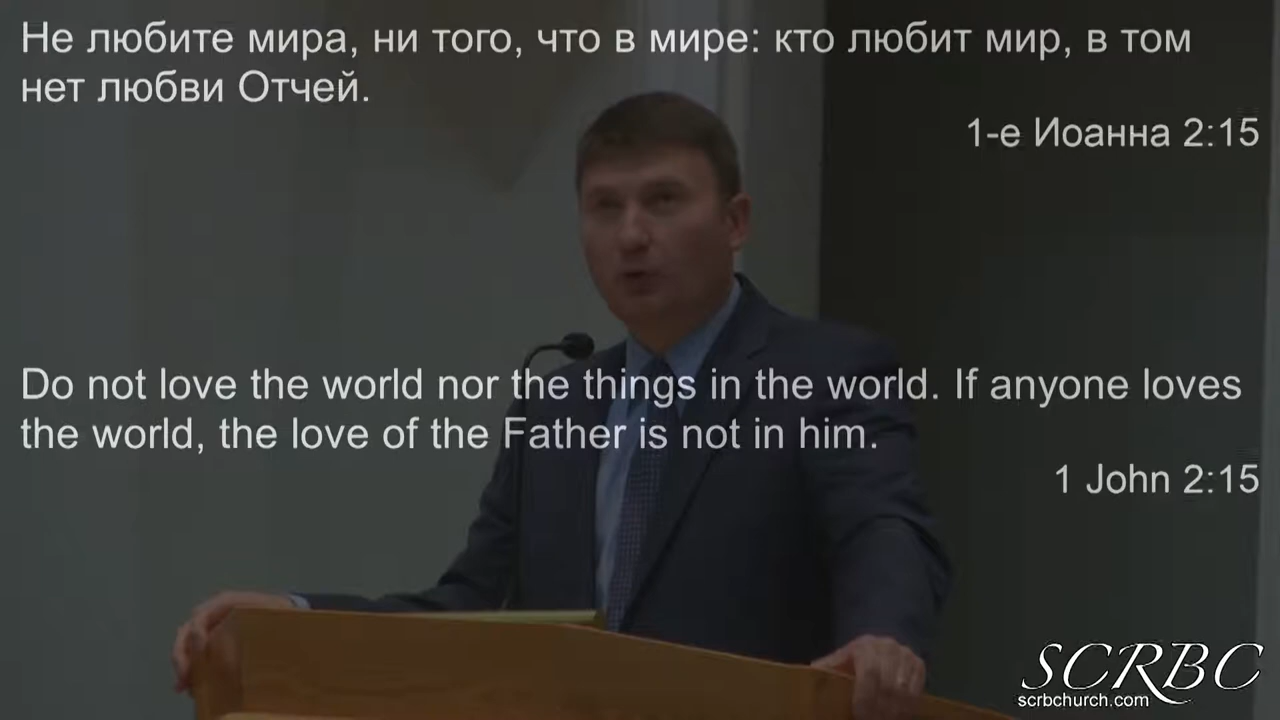 Не любите мира, ни того, что в мире: кто любит мир, в том
нет любви Отчей.
1-е Иоанна 2:15
Do not love the world nor the things in the world. If anyone loves
the world, the love of the Father is not in him.
1 John 2:15
SCRBC
scrbchurch.com